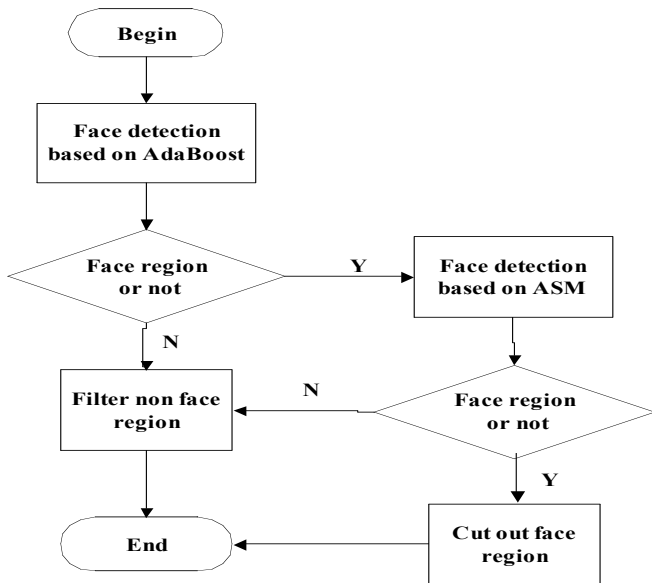 Begin
Face detection
based on AdaBoost
Face region
or not
Y
Face detection
based on ASM
N
Filter non face
region
N
Face region
or not
Y
End
Cut out face
region